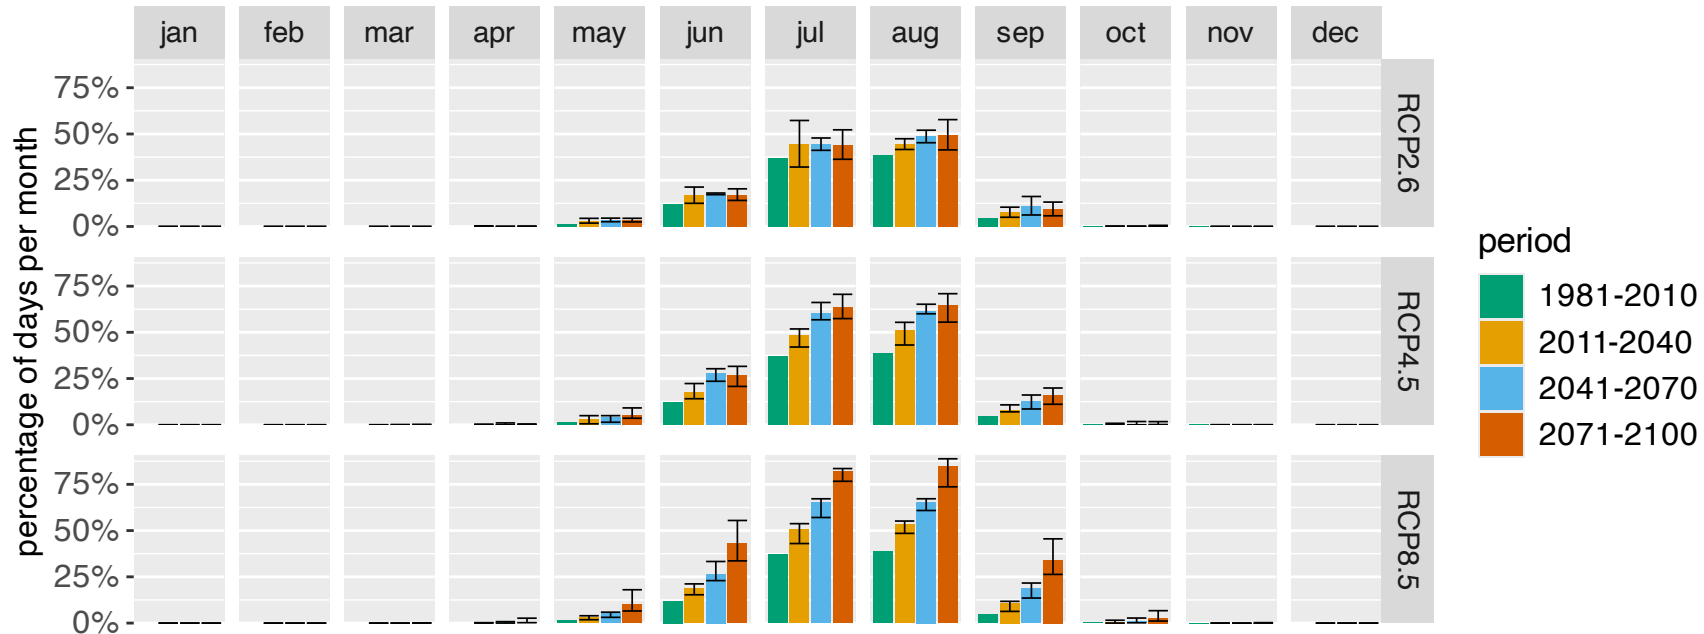 jan feb mar apr may jun jul aug sep oct nov dec
percentage of days per month
75%
50%
25%
0%
RCP2.6
75%
50%
25%
0%
RCP4.5
75%
50%
25%
0%
RCP8.5
period
1981-2010
2011-2040
2041-2070
2071-2100